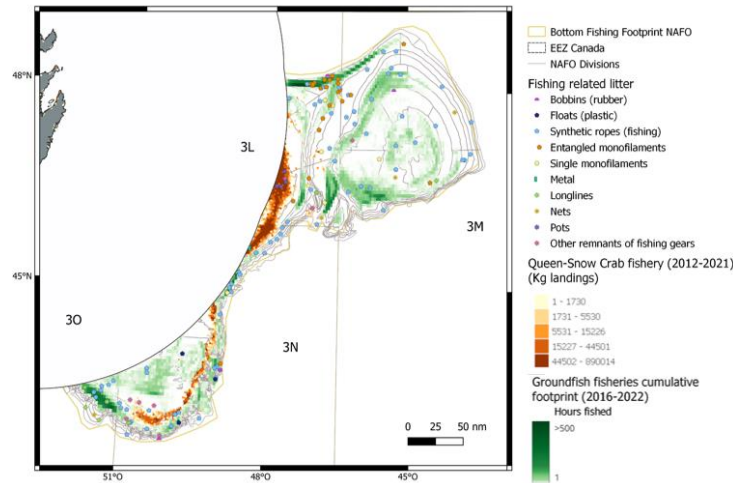 48°N
45°N
51°W
48°W
45°W
3L
3M
3N
3O
0 25 50 nm
Bottom Fishing Footprint NAFO
EEZ Canada
NAFO Divisions
Fishing related litter
Bobbins (rubber)
Floats (plastic)
Synthetic ropes (fishing)
Entangled monofilaments
Single monofilaments
Metal
Longlines
Nets
Pots
Other remnants of fishing gears
Queen-Snow Crab fishery (2012-2021)
(Kg landings)
1 - 1730
1731 - 5530
5531 - 15226
15227 - 44501
44502 - 890014
Groundfish fisheries cumulative
footprint (2016-2022)
Hours fished
>500
1